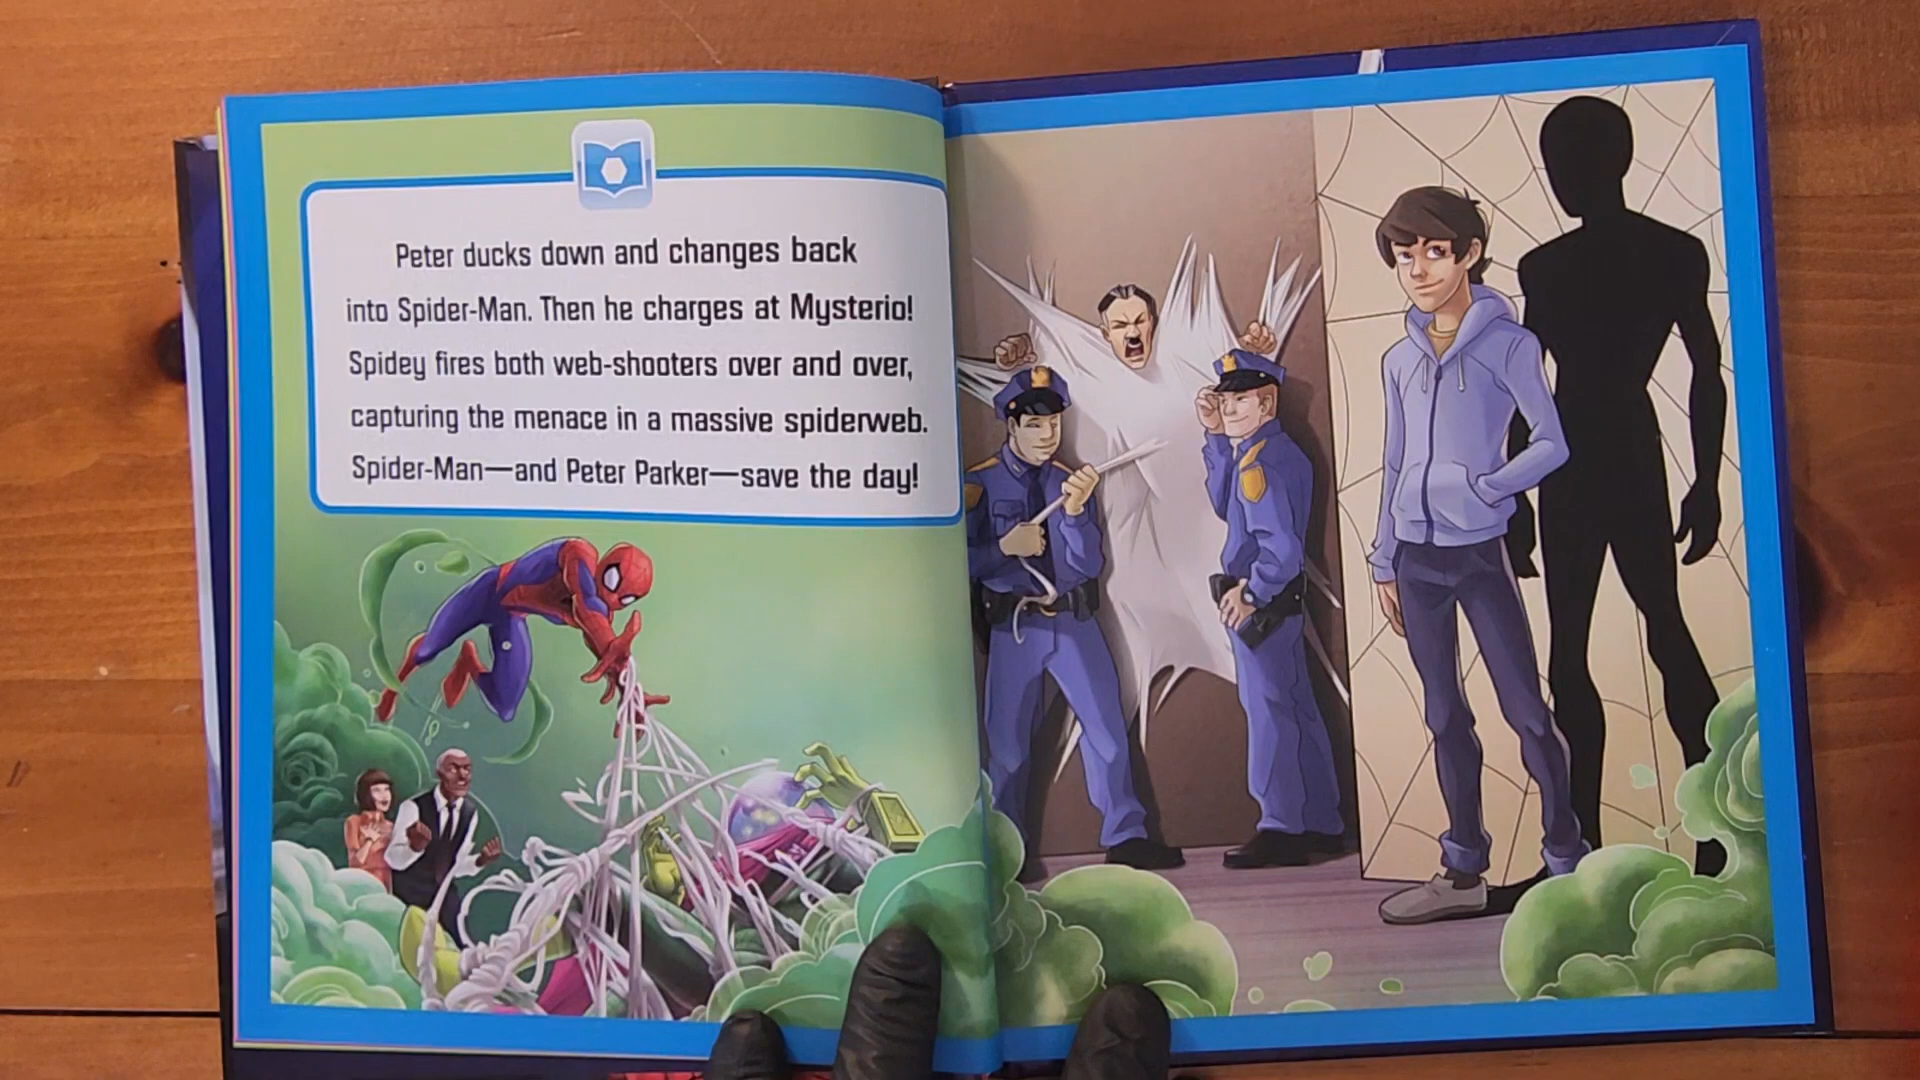 Peter ducks down and changes back
into Spider-Man. Then he charges at Mysterio!
Spidey fires both web-shooters over and over,
capturing the menace in a massive spiderweb.
Spider-Man—and Peter Parker—save the day!